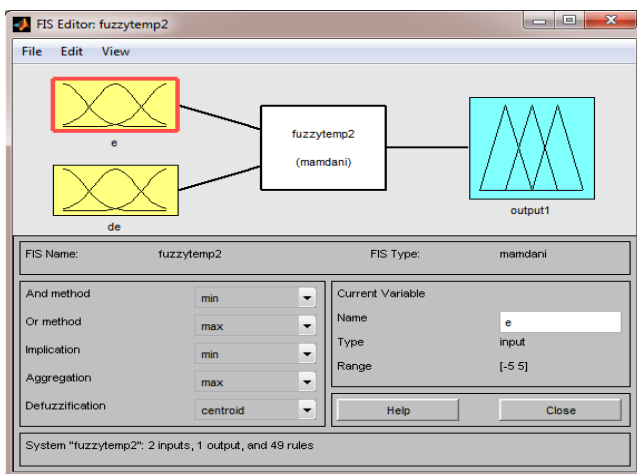 FIS Editor: fuzzytemp2
File Edit View
e
de
fuzzytemp2
(mamdani)
output1
FIS Name: fuzzytemp2 FIS Type: mamdani
And method min
Or method max
Implication min
Aggregation max
Defuzzification centroid
Current Variable
Name e
Type input
Range [-5 5]
Help Close
System "fuzzytemp2": 2 inputs, 1 output, and 49 rules